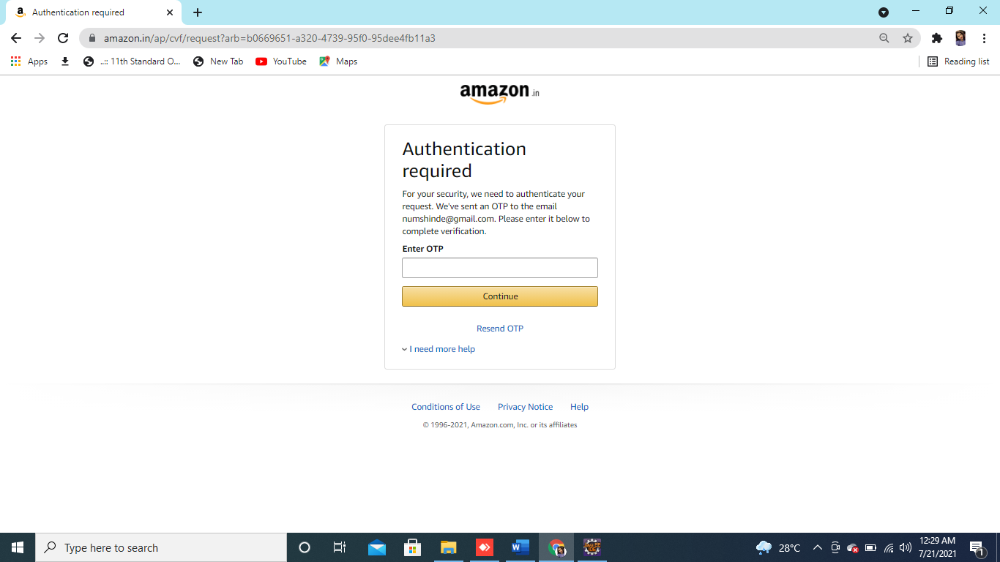 Authentication required
amazon.in/ap/cvf/request?arb=b0669651-a320-4739-95f0-95dee4fb11a3
Apps
..:: 11th Standard O...
New Tab
YouTube
Maps
Reading list
amazon.in
Authentication
required
For your security, we need to authenticate your
request. We've sent an OTP to the email
numshinde@gmail.com. Please enter it below to
complete verification.
Enter OTP
Continue
Resend OTP
I need more help
Conditions of Use Privacy Notice Help
© 1996-2021, Amazon.com, Inc. or its affiliates
Type here to search
28°C
12:29 AM
7/21/2021
1